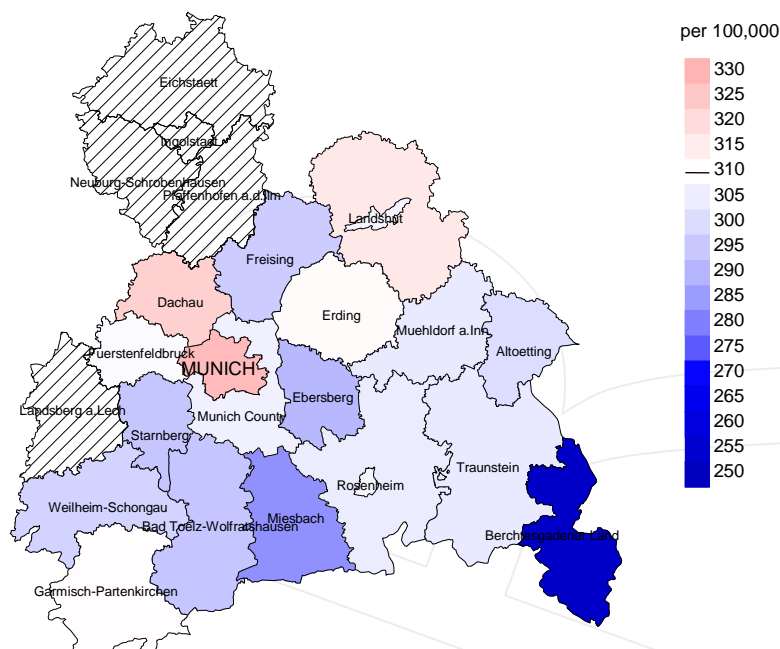 per 100,000
330
325
320
315
310
305
300
295
290
285
280
275
270
265
260
255
250
Eichstaett
Ingolstadt
Neuburg-Schrobenhausen
Pfaffenhofen a.d.Ilm
Landshut
Freising
Dachau
Erding
Muehldorf a.Inn
Altoetting
Fuerstenfeldbruck
MUNICH
Ebersberg
Landsberg a.Lech
Munich County
Starnberg
Traunstein
Rosenheim
Weilheim-Schongau
Miesbach
Bad Toelz-Wolfratshausen
Berchtesgadener Land
Garmisch-Partenkirchen